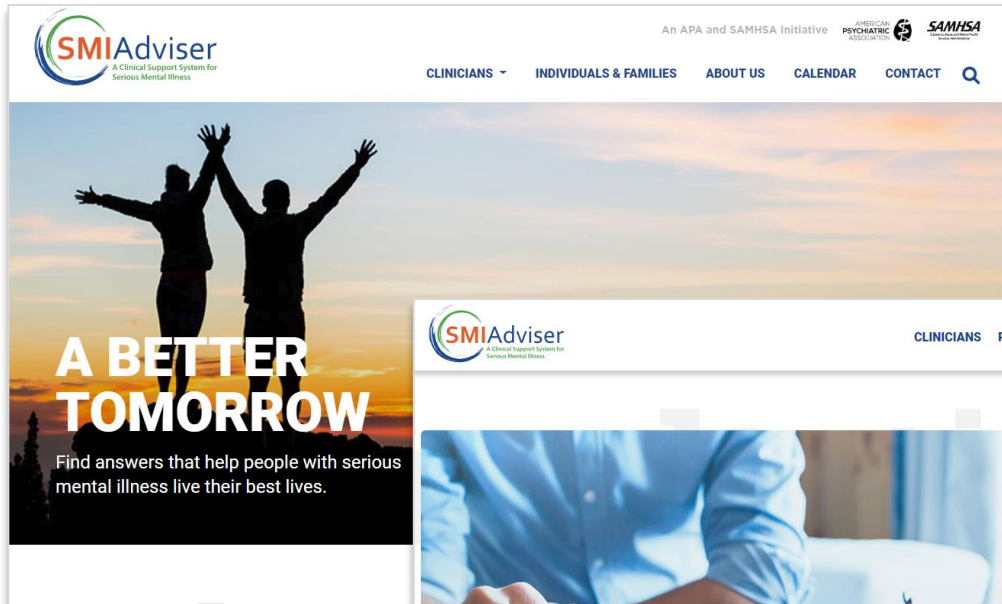 An APA and SAMHSA Initiative
AMERICAN
PSYCHIATRIC
ASSOCIATION
SAMHSA
SMIAdviser
A Clinical Support System for
Serious Mental Illness
CLINICIANS
INDIVIDUALS & FAMILIES
ABOUT US
CALENDAR
CONTACT
A BETTER
TOMORROW
Find answers that help people with serious
mental illness live their best lives.
SMIAdviser
A Clinical Support System for
Serious Mental Illness
CLINICIANS